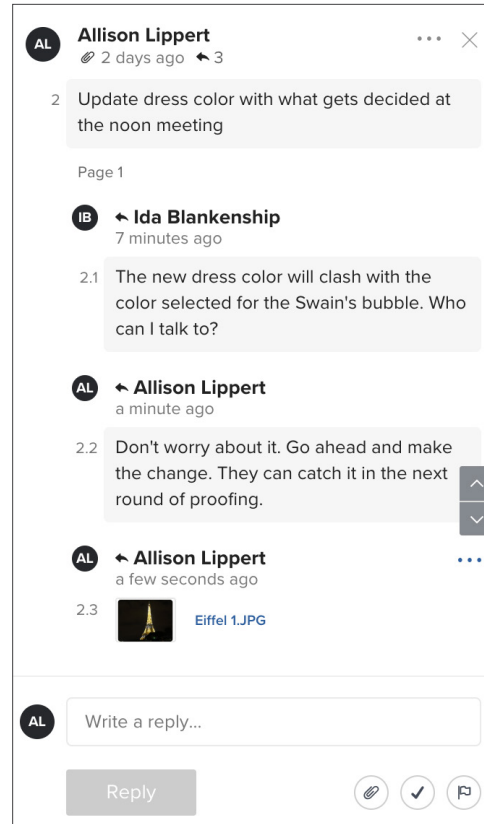 AL
Allison Lippert
2 days ago 3
2 Update dress color with what gets decided at
the noon meeting
Page 1
IB
Ida Blankenship
7 minutes ago
2.1 The new dress color will clash with the
color selected for the Swain's bubble. Who
can I talk to?
AL
Allison Lippert
a minute ago
2.2 Don't worry about it. Go ahead and make
the change. They can catch it in the next
round of proofing.
AL
Allison Lippert
a few seconds ago
2.3 Eiffel 1.JPG
AL
Write a reply...
Reply